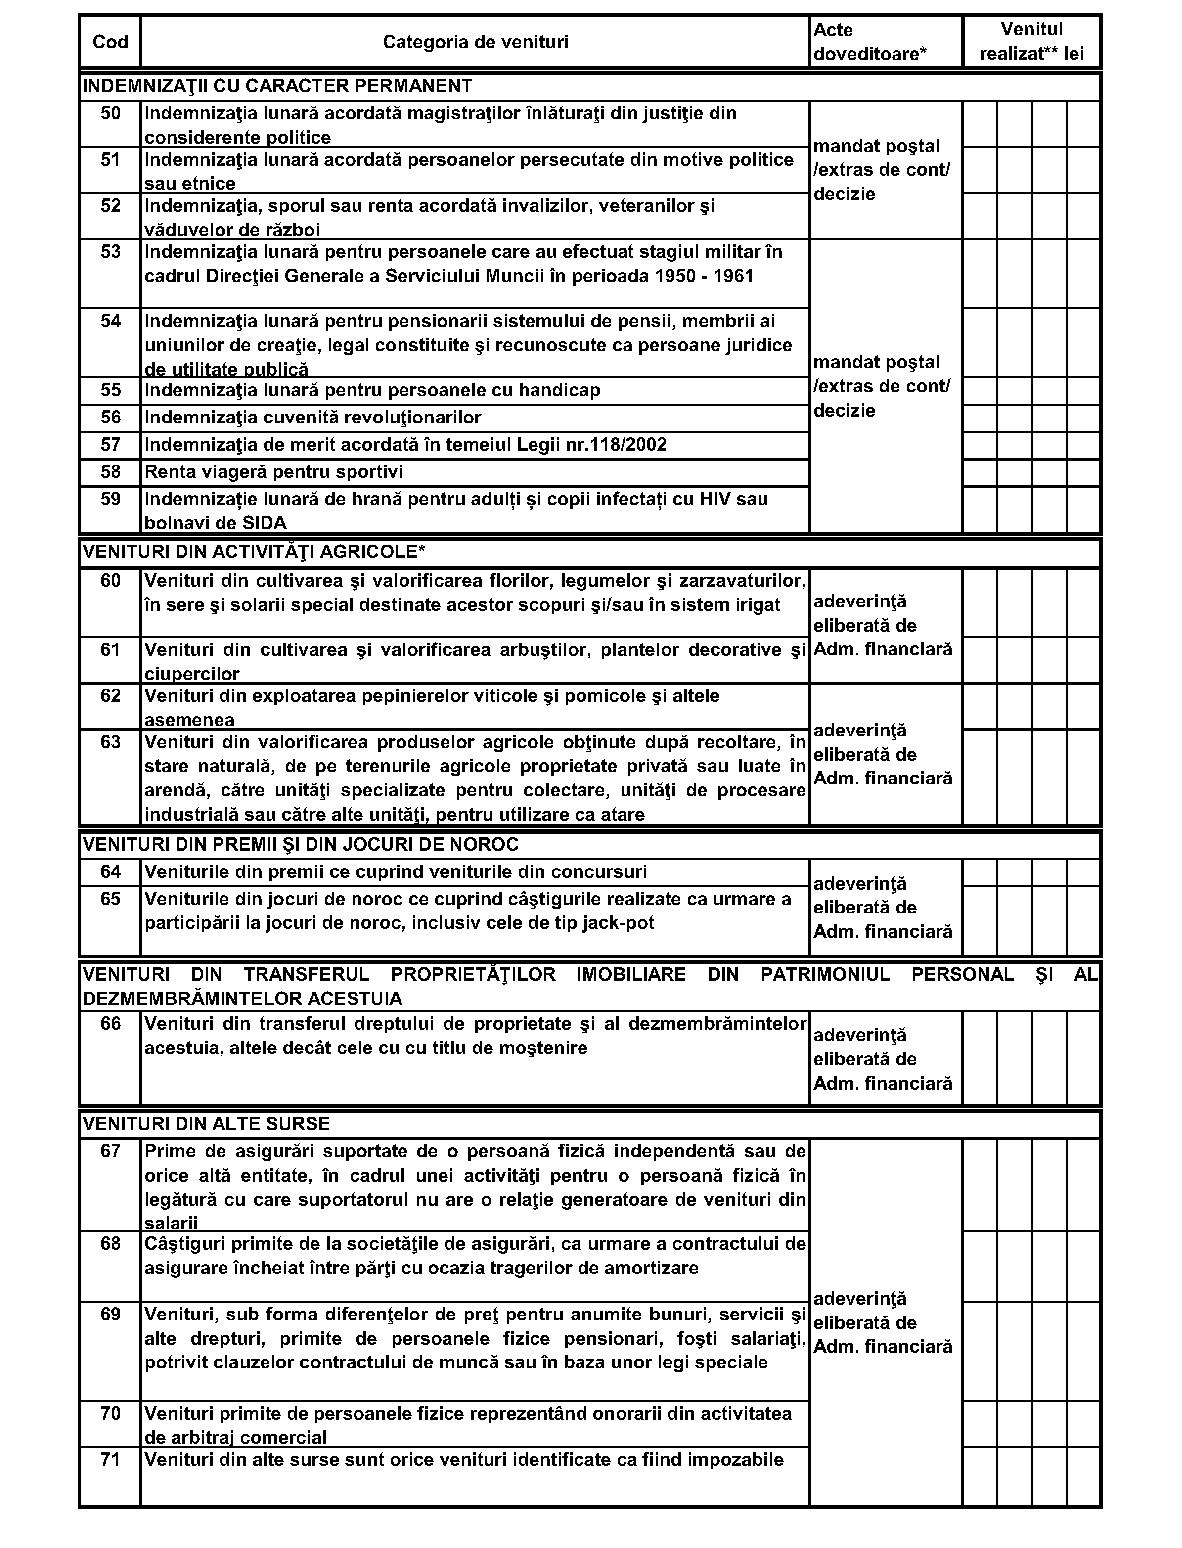 Cod
Categoria de venituri
Acte
doveditoare*
Venitul
realizat** lei
INDEMNIZAŢII CU CARACTER PERMANENT
50
Indemnizaţia lunară acordată magistraţilor înlăturaţi din justiţie din
considerente politice
mandat poştal
/extras de cont/
decizie
51
Indemnizaţia lunară acordată persoanelor persecutate din motive politice
sau etnice
52
Indemnizaţia, sporul sau renta acordată invalizilor, veteranilor şi
văduvelor de război
53
Indemnizaţia lunară pentru persoanele care au efectuat stagiul militar în
cadrul Direcţiei Generale a Serviciului Muncii în perioada 1950 - 1961
mandat poştal
/extras de cont/
decizie
54
Indemnizaţia lunară pentru pensionarii sistemului de pensii, membrii ai
uniunilor de creaţie, legal constituite şi recunoscute ca persoane juridice
de utilitate publică
55
Indemnizaţia lunară pentru persoanele cu handicap
56
Indemnizaţia cuvenită revoluţionarilor
57
Indemnizaţia de merit acordată în temeiul Legii nr.118/2002
58
Renta viageră pentru sportivi
59
Indemnizație lunară de hrană pentru adulți și copii infectați cu HIV sau
bolnavi de SIDA
VENITURI DIN ACTIVITĂŢI AGRICOLE*
60
Venituri din cultivarea şi valorificarea florilor, legumelor şi zarzavaturilor,
în sere şi solarii special destinate acestor scopuri şi/sau în sistem irigat
adeverinţă
eliberată de
Adm. financiară
61
Venituri din cultivarea şi valorificarea arbuştilor, plantelor decorative şi
ciupercilor
62
Venituri din exploatarea pepinierelor viticole şi pomicole şi altele
asemenea
adeverinţă
eliberată de
Adm. financiară
63
Venituri din valorificarea produselor agricole obţinute după recoltare, în
stare naturală, de pe terenurile agricole proprietate privată sau luate în
arendă, către unităţi specializate pentru colectare, unităţi de procesare
industrială sau către alte unităţi, pentru utilizare ca atare
VENITURI DIN PREMII ŞI DIN JOCURI DE NOROC
64
Veniturile din premii ce cuprind veniturile din concursuri
adeverinţă
eliberată de
Adm. financiară
65
Veniturile din jocuri de noroc ce cuprind câştigurile realizate ca urmare a
participării la jocuri de noroc, inclusiv cele de tip jack-pot
VENITURI DIN TRANSFERUL PROPRIETĂŢILOR IMOBILIARE DIN PATRIMONIUL PERSONAL ŞI AL
DEZMEMBRĂMINTELOR ACESTUIA
66
Venituri din transferul dreptului de proprietate şi al dezmembrămintelor
acestuia, altele decât cele cu cu titlu de moştenire
adeverinţă
eliberată de
Adm. financiară
VENITURI DIN ALTE SURSE
67
Prime de asigurări suportate de o persoană fizică independentă sau de
orice altă entitate, în cadrul unei activităţi pentru o persoană fizică în
legătură cu care suportatorul nu are o relaţie generatoare de venituri din
salarii
adeverinţă
eliberată de
Adm. financiară
68
Câştiguri primite de la societăţile de asigurări, ca urmare a contractului de
asigurare încheiat între părţi cu ocazia tragerilor de amortizare
69
Venituri, sub forma diferenţelor de preţ pentru anumite bunuri, servicii şi
alte drepturi, primite de persoanele fizice pensionari, foşti salariaţi,
potrivit clauzelor contractului de muncă sau în baza unor legi speciale
70
Venituri primite de persoanele fizice reprezentând onorarii din activitatea
de arbitraj comercial
71
Venituri din alte surse sunt orice venituri identificate ca fiind impozabile